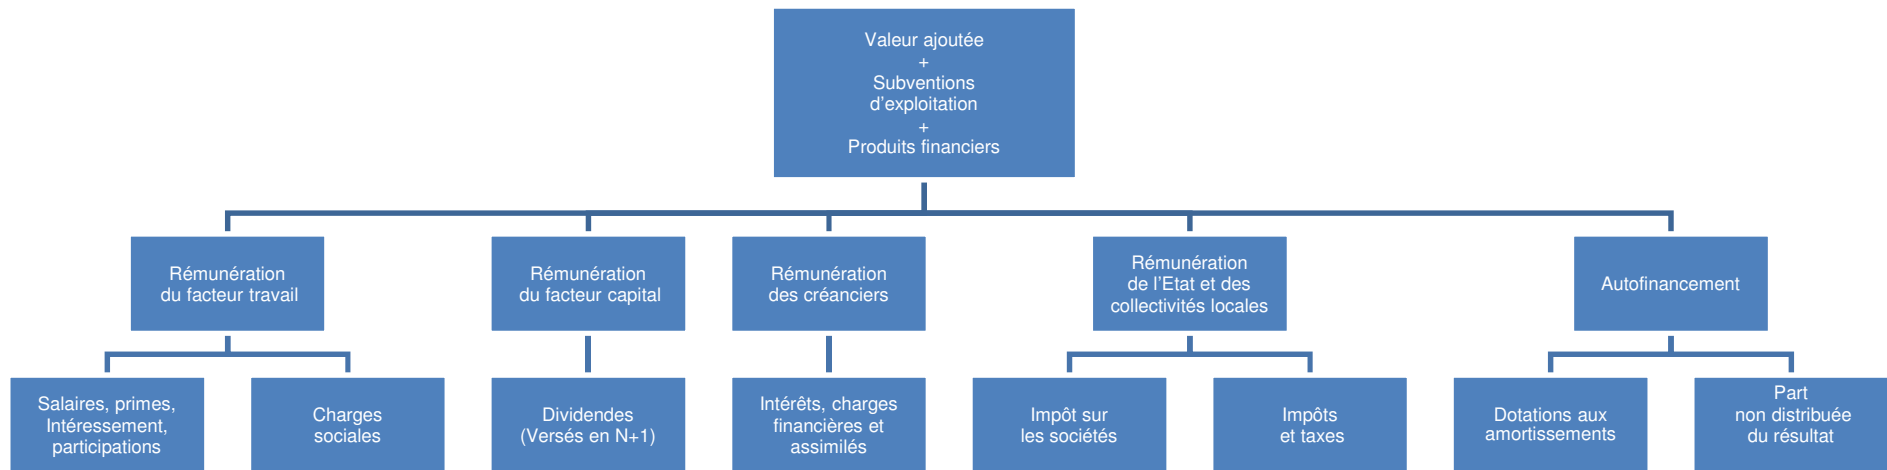 Valeur ajoutée
+
Subventions
d’exploitation
+
Produits financiers
Rémunération
du facteur travail
Rémunération
du facteur capital
Rémunération
des créanciers
Rémunération
de l’Etat et des
collectivités locales
Autofinancement
Salaires, primes,
Intéressement,
participations
Charges
sociales
Dividendes
(Versés en N+1)
Intérêts, charges
financières et
assimilés
Impôt sur
les sociétés
Impôts
et taxes
Dotations aux
amortissements
Part
non distribuée
du résultat